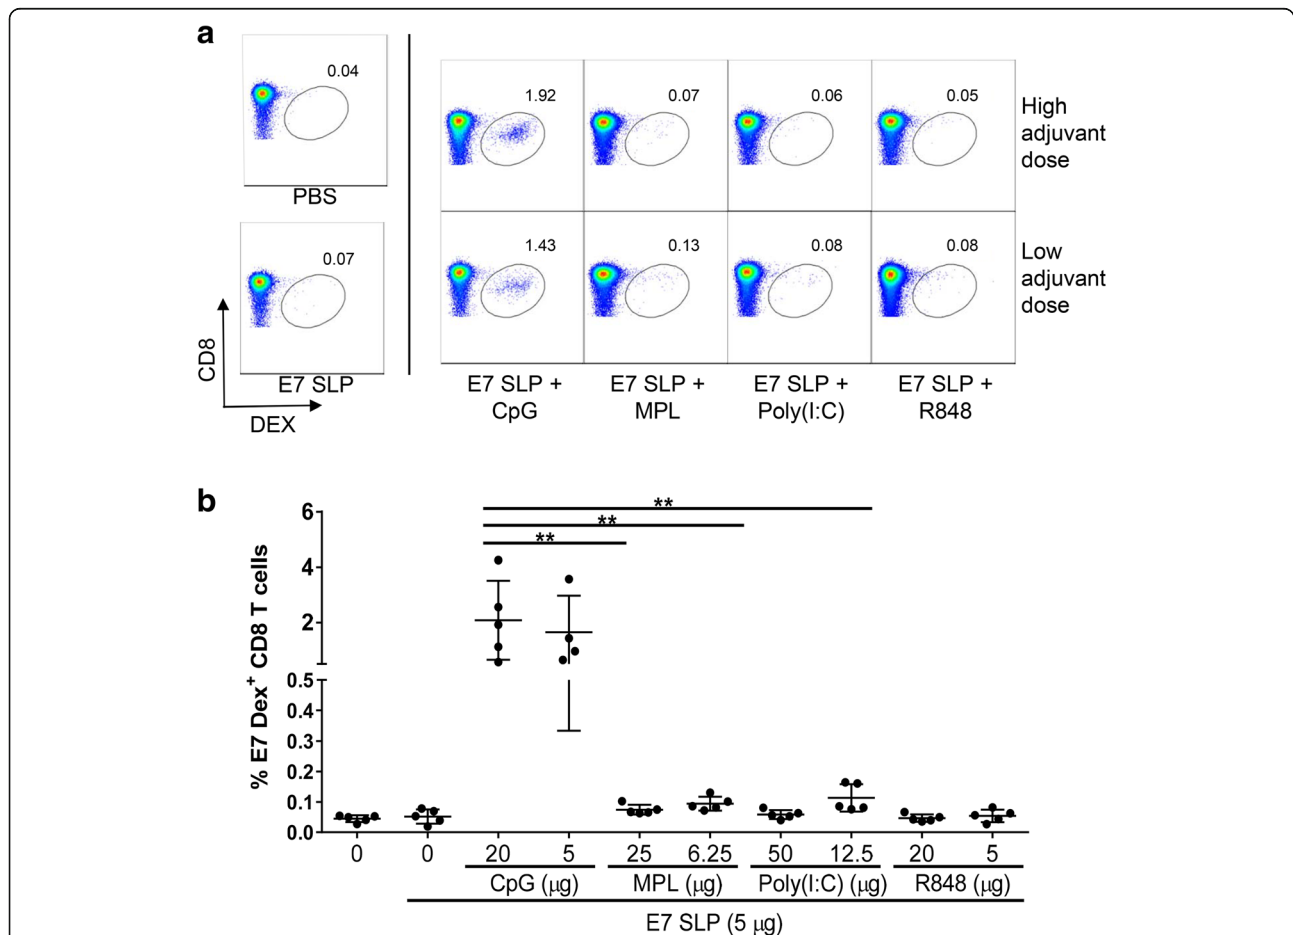 a
0.04
PBS
0.07
CD8
E7 SLP
DEX
1.92
0.07
0.06
0.05
High
adjuvant
dose
1.43
0.13
0.08
0.08
Low
adjuvant
dose
E7 SLP +
CpG
E7 SLP +
MPL
E7 SLP +
Poly(I:C)
E7 SLP +
R848
b
% E7 Dex+ CD8 T cells
6
4
2
0.5
0.4
0.3
0.2
0.1
0.0
**
**
**
0 0 20 5 25 6.25 50 12.5 20 5
CpG (µg) MPL (µg) Poly(I:C) (µg) R848 (µg)
E7 SLP (5 µg)